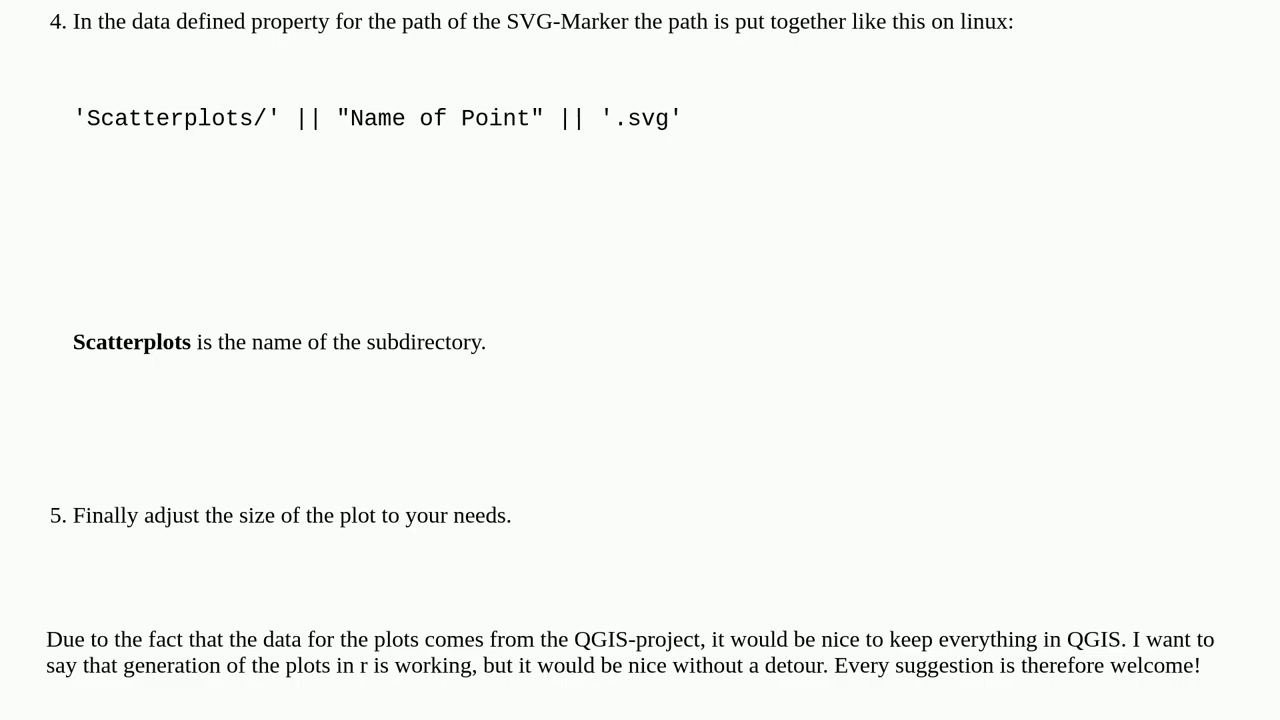 4. In the data defined property for the path of the SVG-Marker the path is put together like this on linux:
'Scatterplots/' || "Name of Point" || '.svg'
Scatterplots is the name of the subdirectory.
5. Finally adjust the size of the plot to your needs.
Due to the fact that the data for the plots comes from the QGIS-project, it would be nice to keep everything in QGIS. I want to
say that generation of the plots in r is working, but it would be nice without a detour. Every suggestion is therefore welcome!